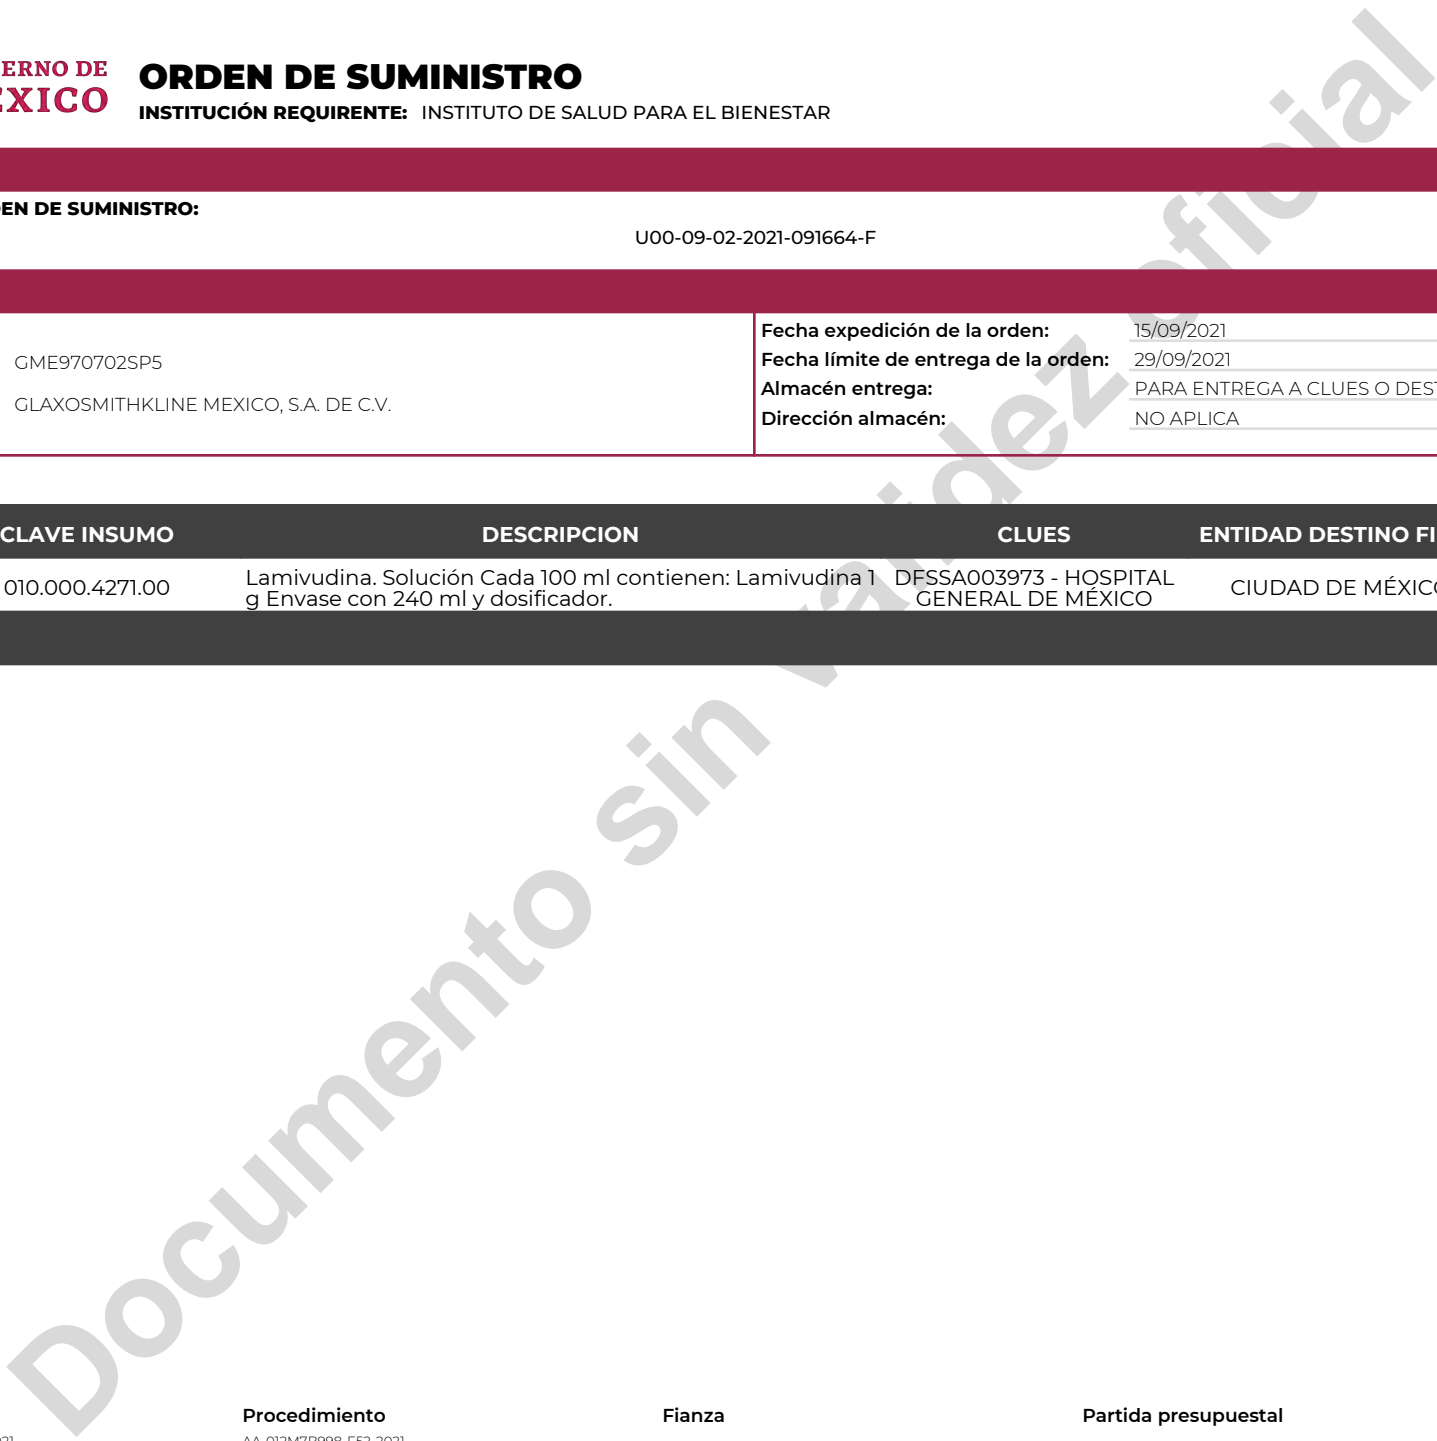 ERNO DE
ÉXICO
ORDEN DE SUMINISTRO
INSTITUCIÓN REQUIRENTE: INSTITUTO DE SALUD PARA EL BIENESTAR
EN DE SUMINISTRO:
U00-09-02-2021-091664-F
GME970702SP5
GLAXOSMITHKLINE MEXICO, S.A. DE C.V.
Fecha expedición de la orden: 15/09/2021
Fecha límite de entrega de la orden: 29/09/2021
Almacén entrega: PARA ENTREGA A CLUES O DEST
Dirección almacén: NO APLICA
CLAVE INSUMO DESCRIPCION CLUES ENTIDAD DESTINO FI
010.000.4271.00
Lamivudina. Solución Cada 100 ml contienen: Lamivudina 1
g Envase con 240 ml y dosificador.
DFSSA003973 - HOSPITAL
GENERAL DE MÉXICO
CIUDAD DE MÉXICO
Documento sin validez oficial
Procedimiento Fianza Partida presupuestal